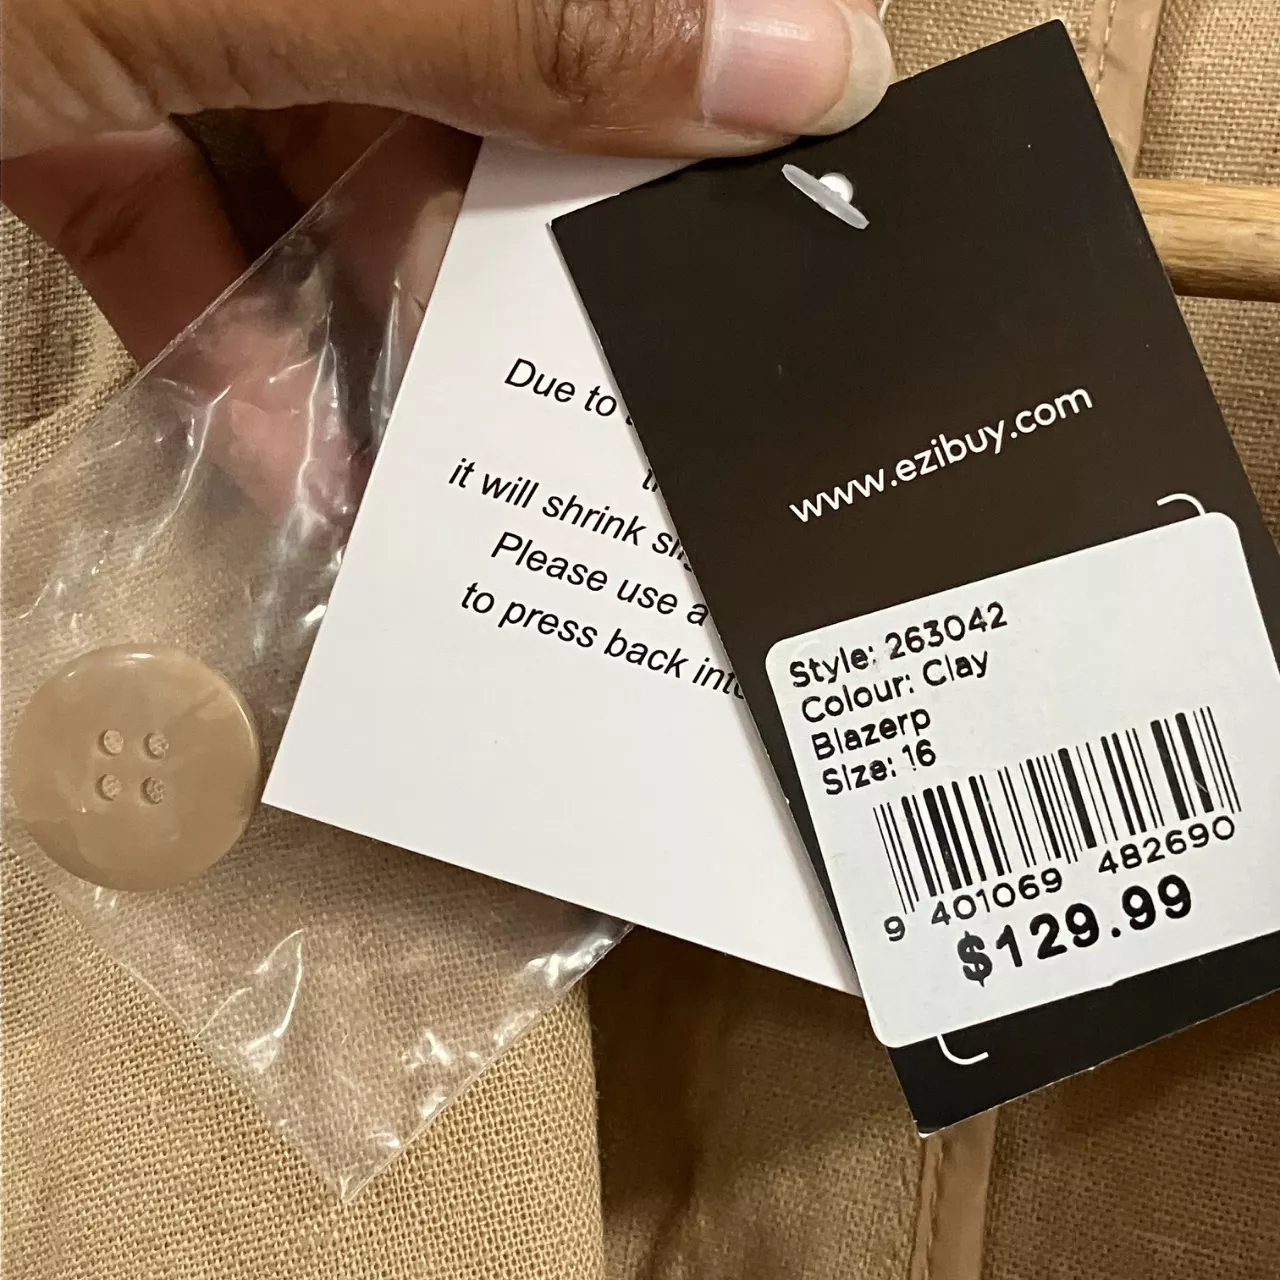 Due to
it will shrink
Please use a
to press back into
www.ezibuy.com
Style: 263042
Colour: Clay
Blazerp
Size: 16
9 401069 482690
$129.99